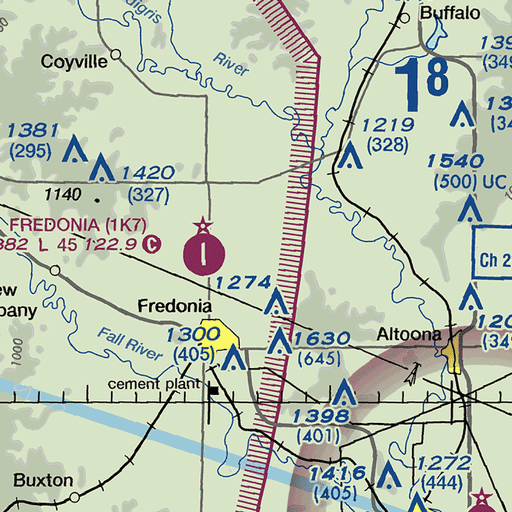 digris
Buffalo
Coyville
River
18
1381
(295)
1219
(328)
1420
(327)
1540
(500) UC
1140
FREDONIA (1K7)
882 L 45 122.9 C
Ch 2
1274
Fredonia
1300
(405)
Fall River
1630
(645)
Altoona
1000
cement plant
1398
(401)
1416
(405)
1272
(444)
Buxton